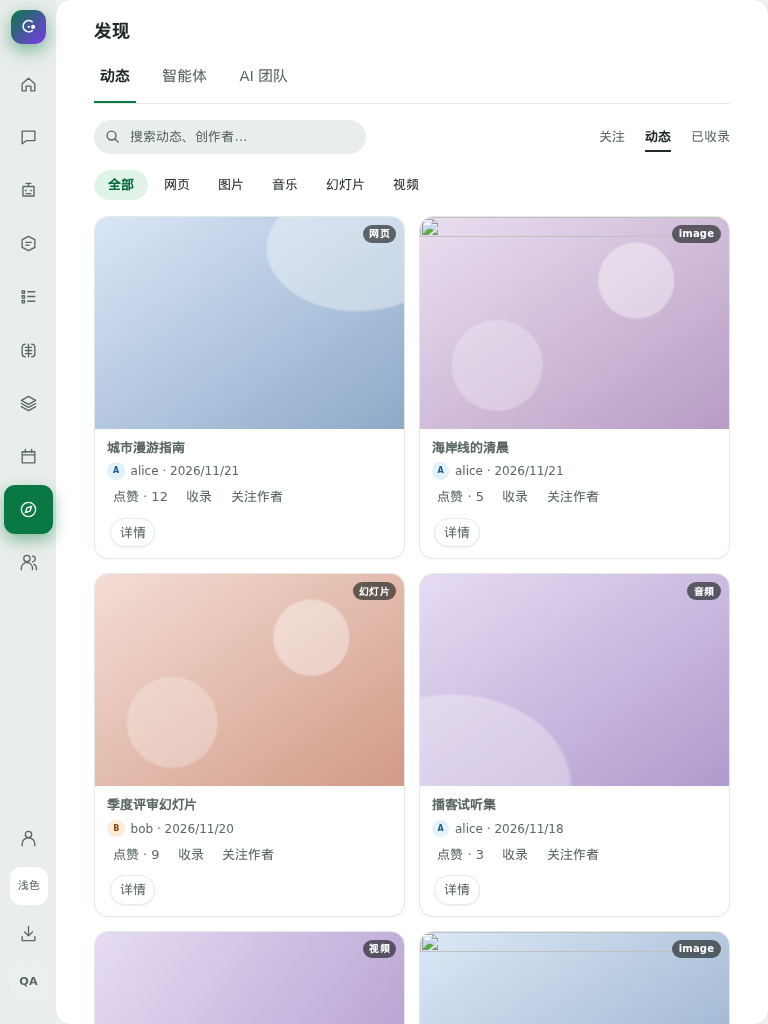 发现
动态 智能体 AI 团队
搜索动态、创作者…
关注 动态 已收录
全部 网页 图片 音乐 幻灯片 视频
网页
城市漫游指南
A alice · 2026/11/21
点赞 · 12 收录 关注作者
详情
image
海岸线的清晨
A alice · 2026/11/21
点赞 · 5 收录 关注作者
详情
幻灯片
季度评审幻灯片
B bob · 2026/11/20
点赞 · 9 收录 关注作者
详情
音频
播客试听集
A alice · 2026/11/18
点赞 · 3 收录 关注作者
详情
视频
image
浅色
QA